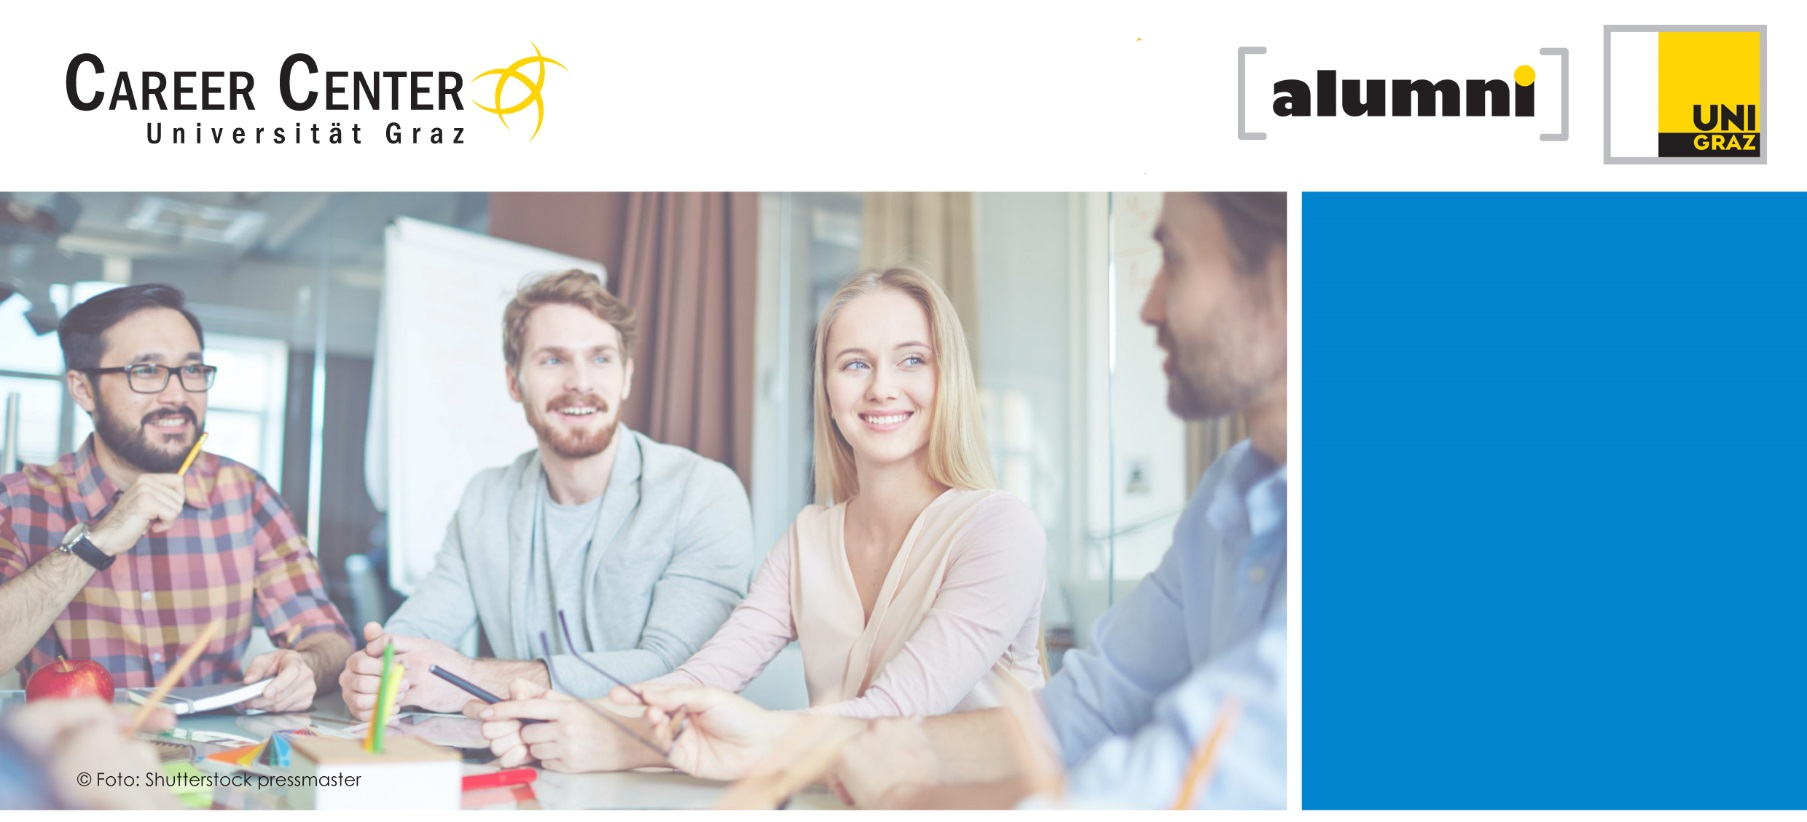 CAREER CENTER
Universität Graz
[alumni]
UNI
GRAZ
© Foto: Shutterstock pressmaster